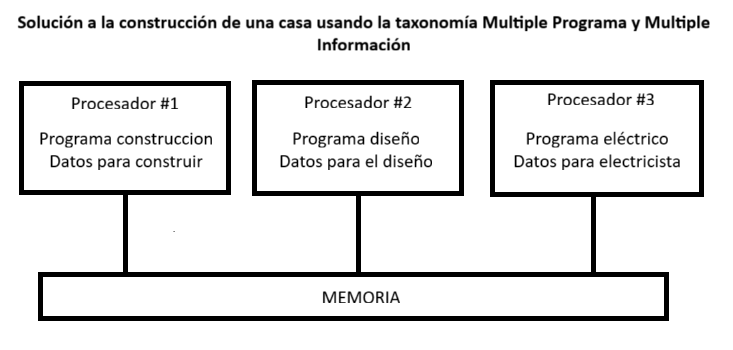 Solución a la construcción de una casa usando la taxonomía Multiple Programa y Multiple
Información
Procesador #1
Programa construccion
Datos para construir
Procesador #2
Programa diseño
Datos para el diseño
Procesador #3
Programa eléctrico
Datos para electricista
MEMORIA